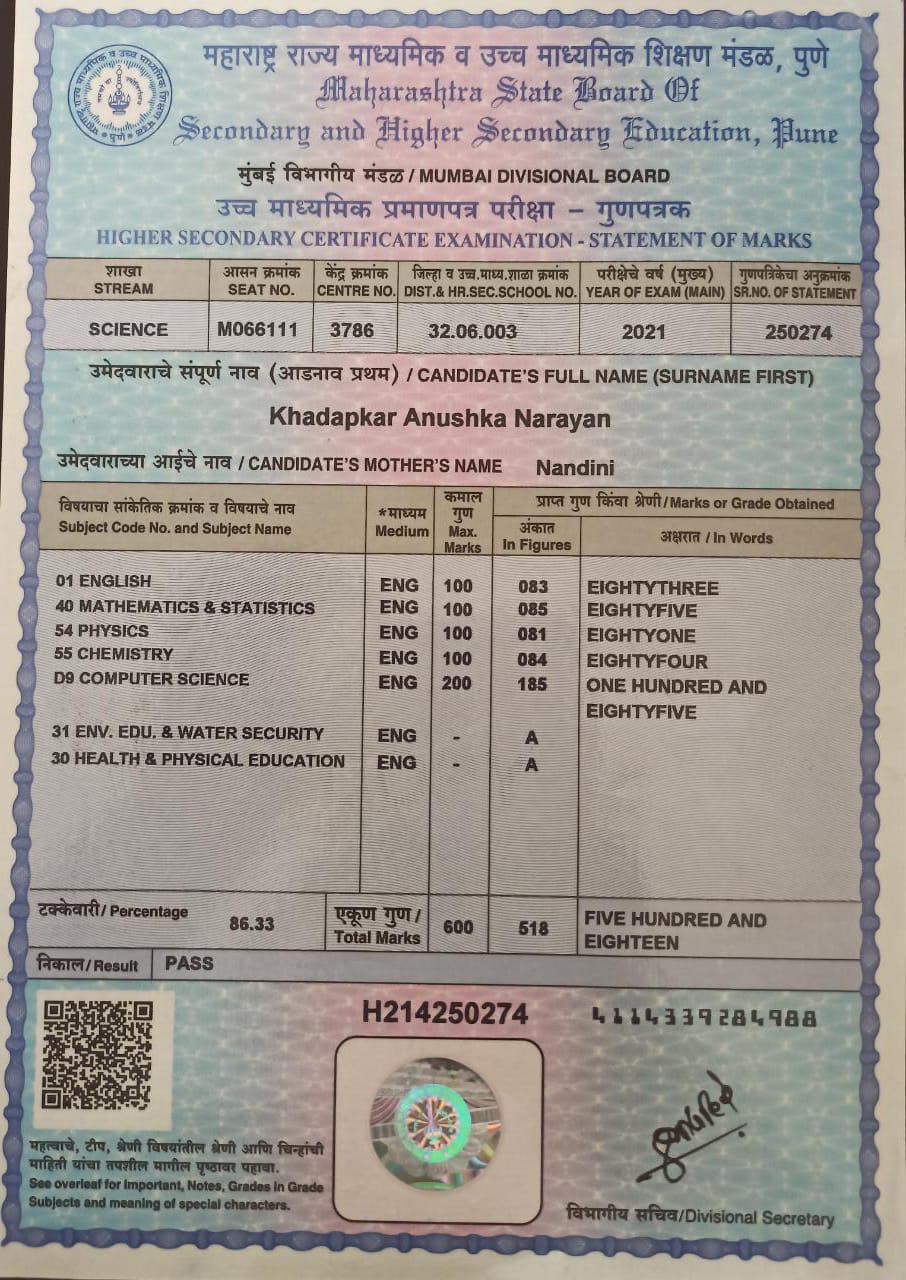 महाराष्ट्र राज्य माध्यमिक व उच्च माध्यमिक शिक्षण मंडळ, पुणे
Maharashtra State Board Of
Secondary and Higher Secondary Education, Pune
मुंबई विभागीय मंडळ / MUMBAI DIVISIONAL BOARD
उच्च माध्यमिक प्रमाणपत्र परीक्षा – गुणपत्रक
HIGHER SECONDARY CERTIFICATE EXAMINATION - STATEMENT OF MARKS
शाखा आसन क्रमांक केंद्र क्रमांक जिल्हा व उच्च.माध्य.शाळा क्रमांक परीक्षेचे वर्ष (मुख्य) गुणपत्रिकेचा अनुक्रमांक
STREAM SEAT NO. CENTRE NO. DIST.& HR.SEC.SCHOOL NO. YEAR OF EXAM (MAIN) SR.NO. OF STATEMENT
SCIENCE M066111 3786 32.06.003 2021 250274
उमेदवाराचे संपूर्ण नाव (आडनाव प्रथम) / CANDIDATE'S FULL NAME (SURNAME FIRST)
Khadapkar Anushka Narayan
उमेदवाराच्या आईचे नाव / CANDIDATE'S MOTHER'S NAME Nandini
विषयाचा सांकेतिक क्रमांक व विषयाचे नाव
Subject Code No. and Subject Name
*माध्यम
Medium
कमाल
गुण
Max.
Marks
प्राप्त गुण किंवा श्रेणी/Marks or Grade Obtained
अंकात
In Figures
अक्षरात / In Words
01 ENGLISH ENG 100 083 EIGHTYTHREE
40 MATHEMATICS & STATISTICS ENG 100 085 EIGHTYFIVE
54 PHYSICS ENG 100 081 EIGHTYONE
55 CHEMISTRY ENG 100 084 EIGHTYFOUR
D9 COMPUTER SCIENCE ENG 200 185 ONE HUNDRED AND
EIGHTYFIVE
31 ENV. EDU. & WATER SECURITY ENG - A
30 HEALTH & PHYSICAL EDUCATION ENG - A
टक्केवारी/ Percentage 86.33
एकूण गुण /
Total Marks
600 518
FIVE HUNDRED AND
EIGHTEEN
निकाल/Result PASS
H214250274
4114339284988
महत्वाचे, टीप, श्रेणी विषयांतील श्रेणी आणि चिन्हांची
माहिती यांचा तपशील मागील पृष्ठावर पहावा.
See overleaf for Important, Notes, Grades in Grade
Subjects and meaning of special characters.
विभागीय सचिव/Divisional Secretary